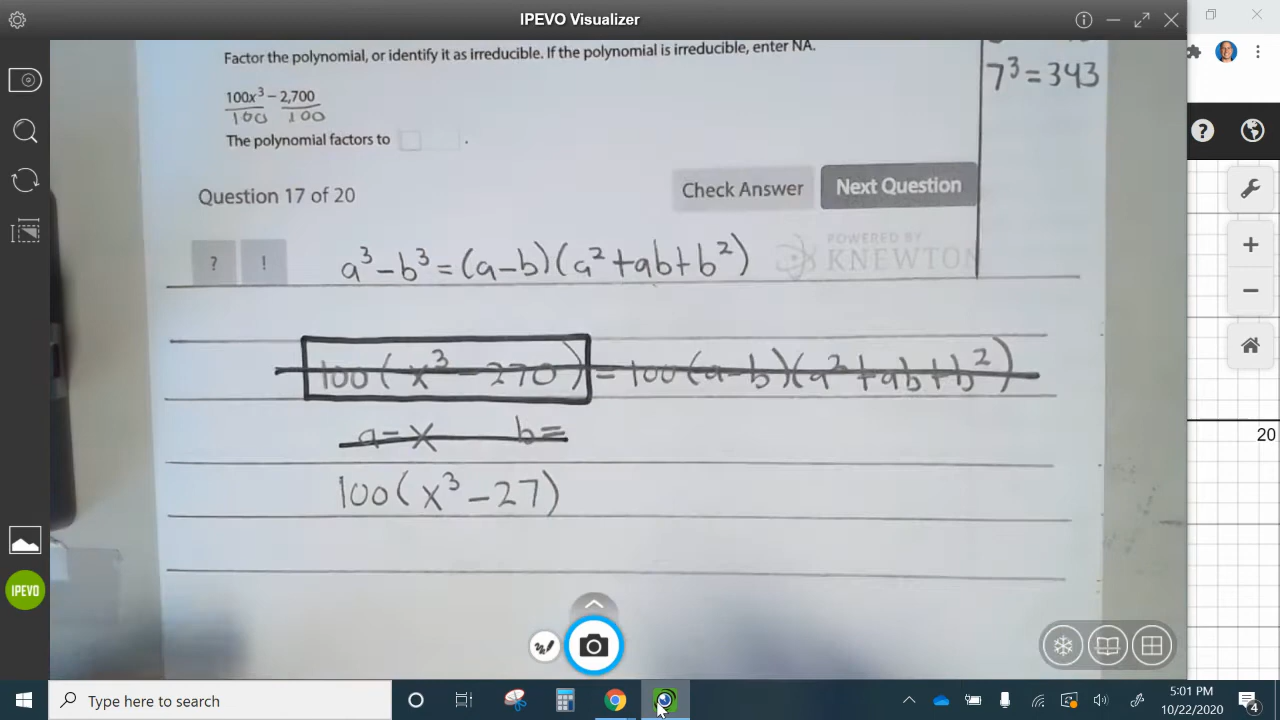 IPEVO Visualizer
Factor the polynomial, or identify it as irreducible. If the polynomial is irreducible, enter NA.
7³ = 343
100x³ – 2,700
100 100
The polynomial factors to .
Question 17 of 20
Check Answer
Next Question
? !
a³ – b³ = (a–b)(a² + ab + b²)
POWERED BY
KNEWTON
100(x³ – 270) = 100(a–b)(a² + ab + b²)
a = x b =
100(x³ – 27)
20
IPEVO
Type here to search
5:01 PM
10/22/2020
4